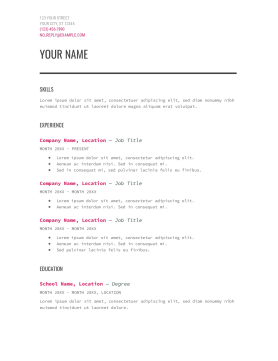 123 YOUR STREET
YOUR CITY, ST 12345
(123) 456-7890
NO_REPLY@EXAMPLE.COM
YOUR NAME
SKILLS
Lorem ipsum dolor sit amet, consectetuer adipiscing elit, sed diam nonummy nibh
euismod tincidunt ut laoreet dolore magna aliquam erat volutpat.
EXPERIENCE
Company Name, Location — Job Title
MONTH 20XX - PRESENT
● Lorem ipsum dolor sit amet, consectetur adipiscing elit.
● Aenean ac interdum nisi. Sed in consequat mi.
● Sed in consequat mi, sed pulvinar lacinia felis eu finibus.
Company Name, Location — Job Title
MONTH 20XX - MONTH 20XX
● Lorem ipsum dolor sit amet, consectetur adipiscing elit.
● Aenean ac interdum nisi. Sed in consequat mi.
Company Name, Location — Job Title
MONTH 20XX - MONTH 20XX
● Lorem ipsum dolor sit amet, consectetur adipiscing elit.
● Aenean ac interdum nisi. Sed in consequat mi.
● Sed pulvinar lacinia felis eu finibus.
EDUCATION
School Name, Location — Degree
MONTH 20XX - MONTH 20XX, LOCATION
Lorem ipsum dolor sit amet, consectetuer adipiscing elit, sed diam nonummy nibh
euismod tincidunt ut laoreet dolore.